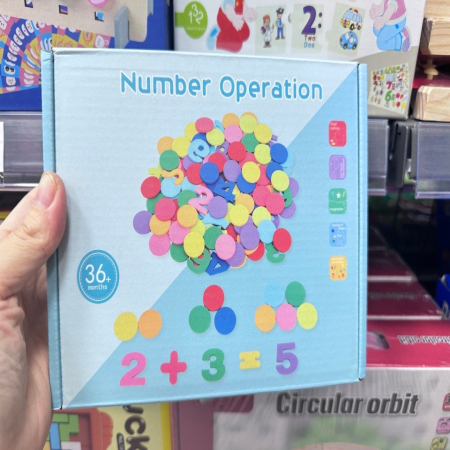 Number Operation
36+
months
2 + 3 = 5
Circular orbit